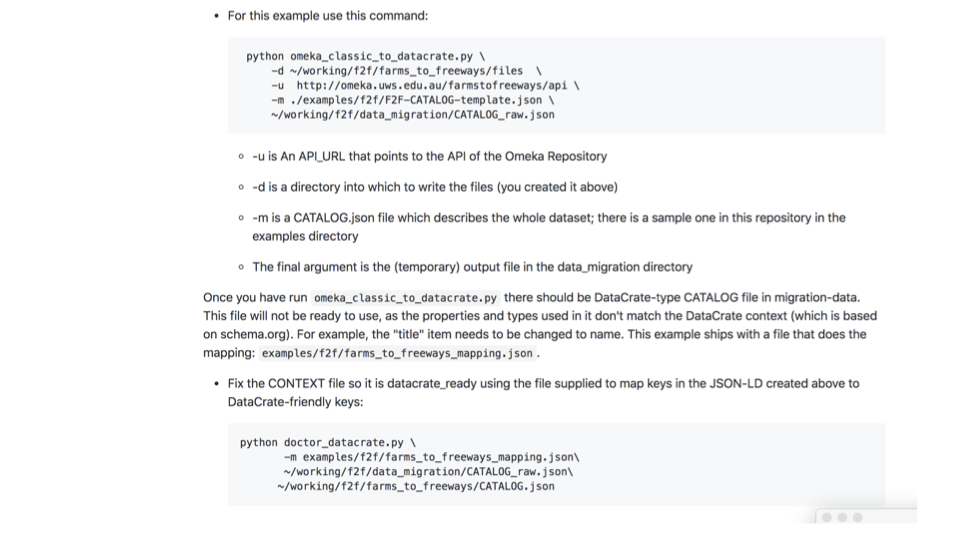 • For this example use this command:
python omeka_classic_to_datacrate.py \
-d ~/working/f2f/farms_to_freeways/files \
-u http://omeka.uws.edu.au/farmstofreeways/api \
-m ./examples/f2f/F2F-CATALOG-template.json \
~/working/f2f/data_migration/CATALOG_raw.json
◦ -u is An API_URL that points to the API of the Omeka Repository
◦ -d is a directory into which to write the files (you created it above)
◦ -m is a CATALOG.json file which describes the whole dataset; there is a sample one in this repository in the
examples directory
◦ The final argument is the (temporary) output file in the data_migration directory
Once you have run omeka_classic_to_datacrate.py there should be DataCrate-type CATALOG file in migration-data.
This file will not be ready to use, as the properties and types used in it don't match the DataCrate context (which is based
on schema.org). For example, the "title" item needs to be changed to name. This example ships with a file that does the
mapping: examples/f2f/farms_to_freeways_mapping.json .
• Fix the CONTEXT file so it is datacrate_ready using the file supplied to map keys in the JSON-LD created above to
DataCrate-friendly keys:
python doctor_datacrate.py \
-m examples/f2f/farms_to_freeways_mapping.json\
~/working/f2f/data_migration/CATALOG_raw.json\
~/working/f2f/farms_to_freeways/CATALOG.json